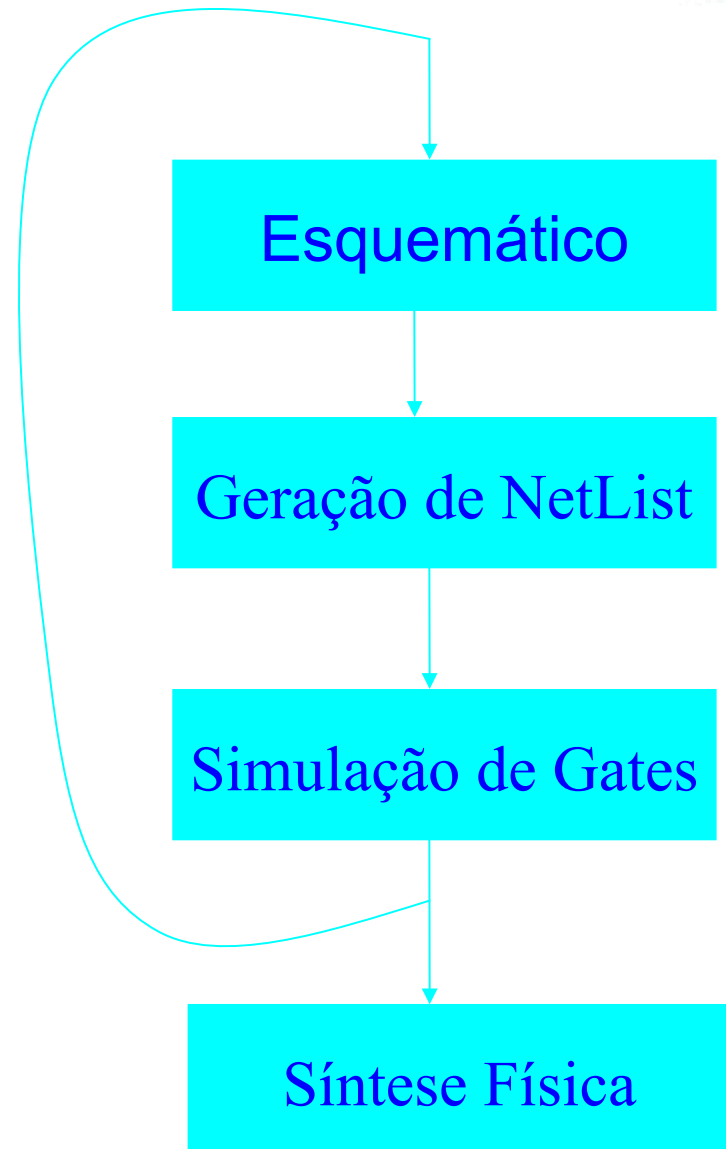 Esquemático
Geração de NetList
Simulação de Gates
Síntese Física